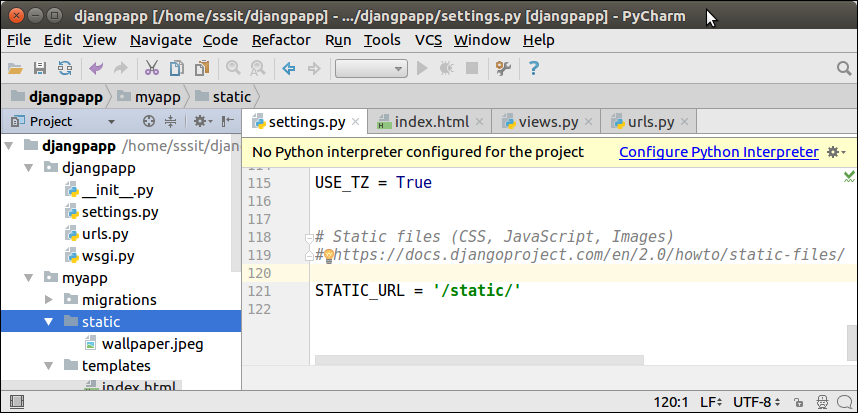 djangpapp [/home/sssit/djangpapp] - .../djangpapp/settings.py [djangpapp] - PyCharm
File Edit View Navigate Code Refactor Run Tools VCS Window Help
djangpapp myapp static
Project
settings.py index.html views.py urls.py
djangpapp /home/sssit/djang
djangpapp
__init__.py
settings.py
urls.py
wsgi.py
myapp
migrations
static
wallpaper.jpeg
templates
index.html
No Python interpreter configured for the project Configure Python Interpreter
115 USE_TZ = True
116
117
118 # Static files (CSS, JavaScript, Images)
119 # https://docs.djangoproject.com/en/2.0/howto/static-files/
120
121 STATIC_URL = '/static/'
122
120:1 LF UTF-8